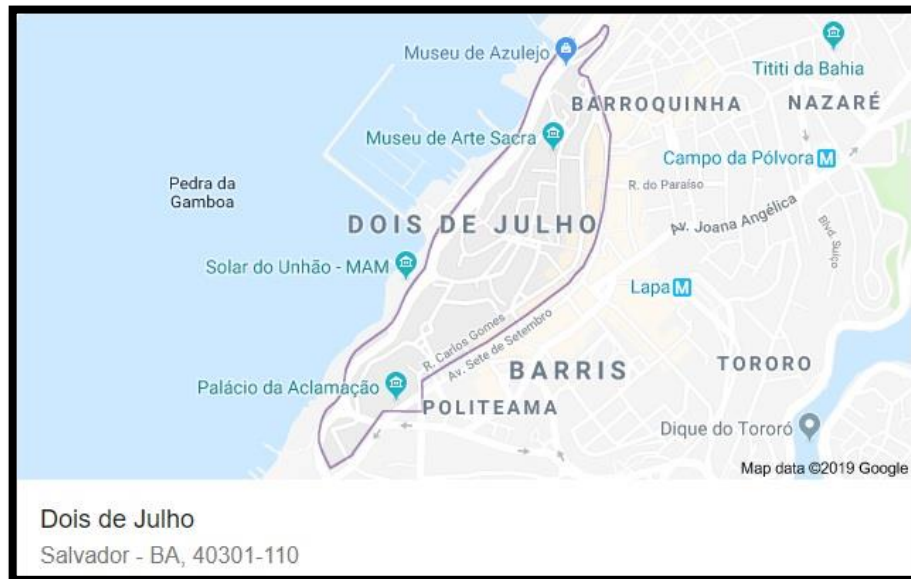 Museu de Azulejo
Tititi da Bahia
BARROQUINHA
NAZARÉ
Museu de Arte Sacra
Campo da Pólvora
M
Pedra da
Gamboa
R. do Paraíso
DOIS DE JULHO
Av. Joana Angélica
Blvd. Suíço
Solar do Unhão - MAM
Lapa
M
R. Carlos Gomes
Av. Sete de Setembro
BARRIS
TORORO
Palácio da Aclamação
POLITEAMA
Dique do Tororó
Map data ©2019 Google
Dois de Julho
Salvador - BA, 40301-110